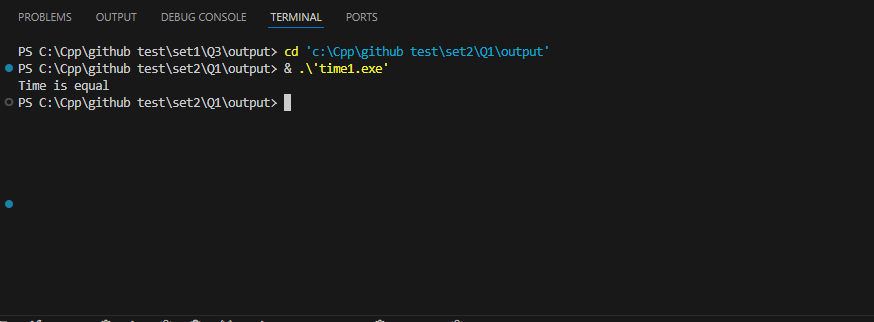 PROBLEMS OUTPUT DEBUG CONSOLE TERMINAL PORTS
PS C:\Cpp\github test\set1\Q3\output> cd 'c:\Cpp\github test\set2\Q1\output'
PS C:\Cpp\github test\set2\Q1\output> & .\'time1.exe'
Time is equal
PS C:\Cpp\github test\set2\Q1\output>